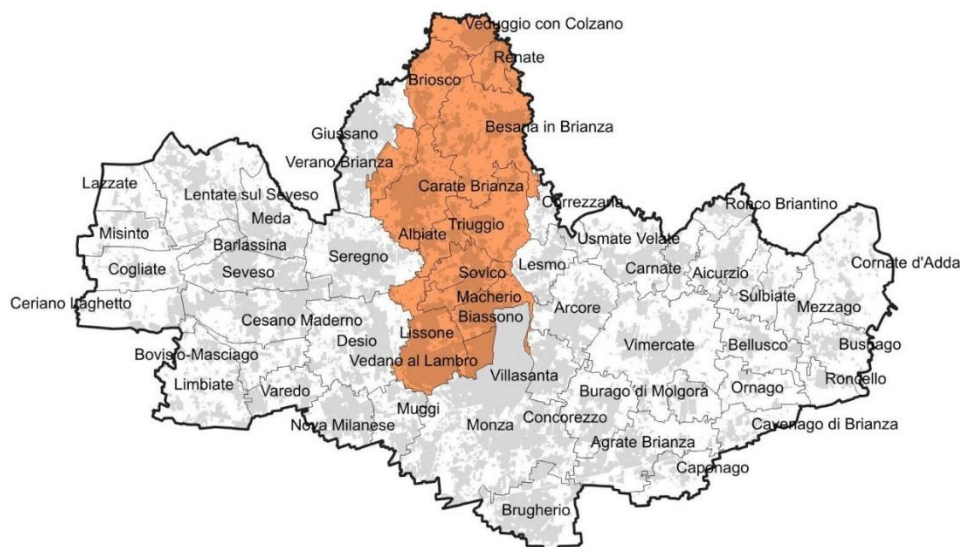 Veduggio con Colzano
Renate
Briosco
Besana in Brianza
Giussano
Verano Brianza
Carate Brianza
Lazzate
Lentate sul Seveso
Correzzana
Ronco Briantino
Meda
Triuggio
Albiate
Misinto
Usmate Velate
Barlassina
Seregno
Lesmo
Cogliate
Seveso
Sovico
Carnate
Aicurzio
Cornate d'Adda
Ceriano Laghetto
Macherio
Sulbiate
Mezzago
Biassono
Arcore
Cesano Maderno
Lissone
Desio
Vimercate
Bellusco
Busnago
Bovisio-Masciago
Vedano al Lambro
Villasanta
Limbiate
Varedo
Burago di Molgora
Ornago
Roncello
Muggi
Nova Milanese
Monza
Concorezzo
Cavenago di Brianza
Agrate Brianza
Caponago
Brugherio